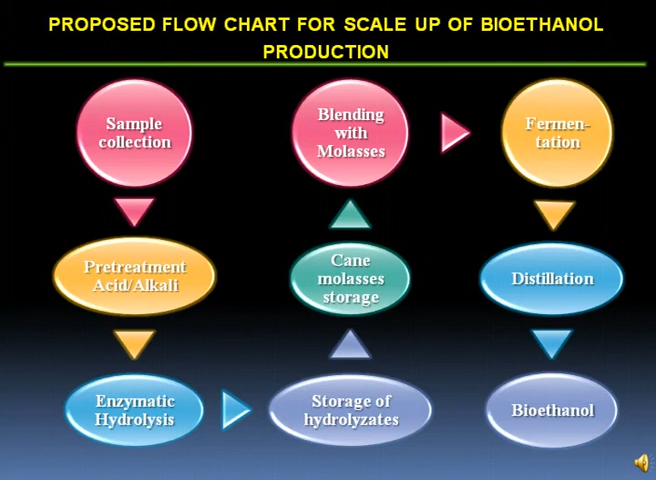 PROPOSED FLOW CHART FOR SCALE UP OF BIOETHANOL
PRODUCTION
Sample
collection
Pretreatment
Acid/Alkali
Enzymatic
Hydrolysis
Storage of
hydrolyzates
Cane
molasses
storage
Blending
with
Molasses
Fermen-
tation
Distillation
Bioethanol